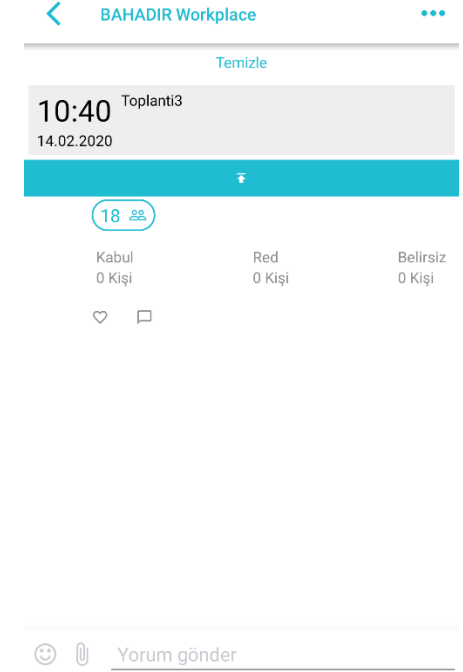 BAHADIR Workplace
Temizle
10:40 Toplanti3
14.02.2020
18
Kabul Red Belirsiz
0 Kişi 0 Kişi 0 Kişi
Yorum gönder